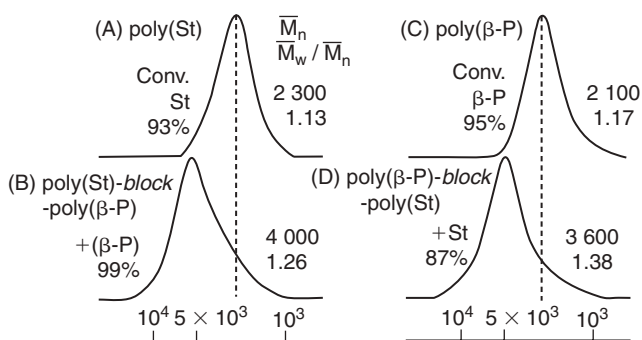 (A) poly(St)
M̅n
M̅w / M̅n
Conv.
St
93%
2 300
1.13
(B) poly(St)-block
-poly(β-P)
+(β-P)
99%
4 000
1.26
10⁴ 5 × 10³ 10³
(C) poly(β-P)
Conv.
β-P
95%
2 100
1.17
(D) poly(β-P)-block
-poly(St)
+St
87%
3 600
1.38
10⁴ 5 × 10³ 10³